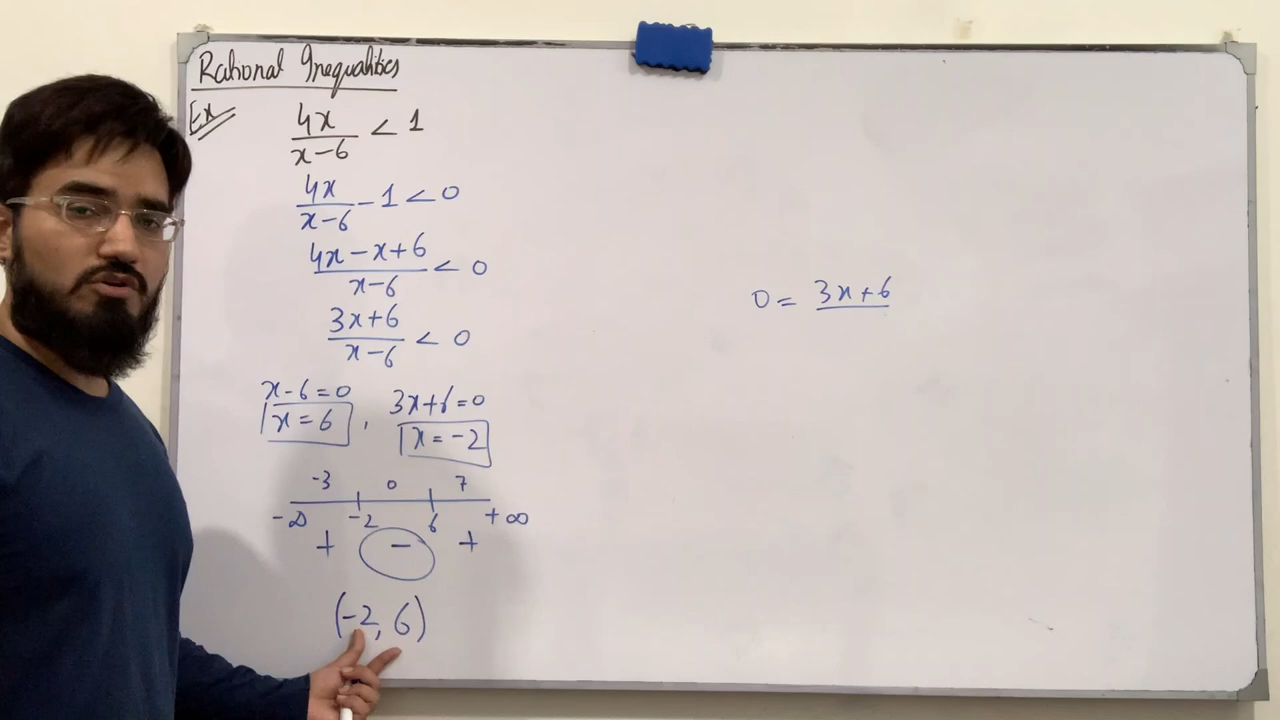 Rational Inequalities
Ex 4x/(x-6) < 1
4x/(x-6) - 1 < 0
(4x-x+6)/(x-6) < 0
(3x+6)/(x-6) < 0
x-6=0
x=6 , 3x+6=0
x=-2
-3 0 7
-∞ -2 6 +∞
+ - +
(-2, 6)
0 = 3x+6